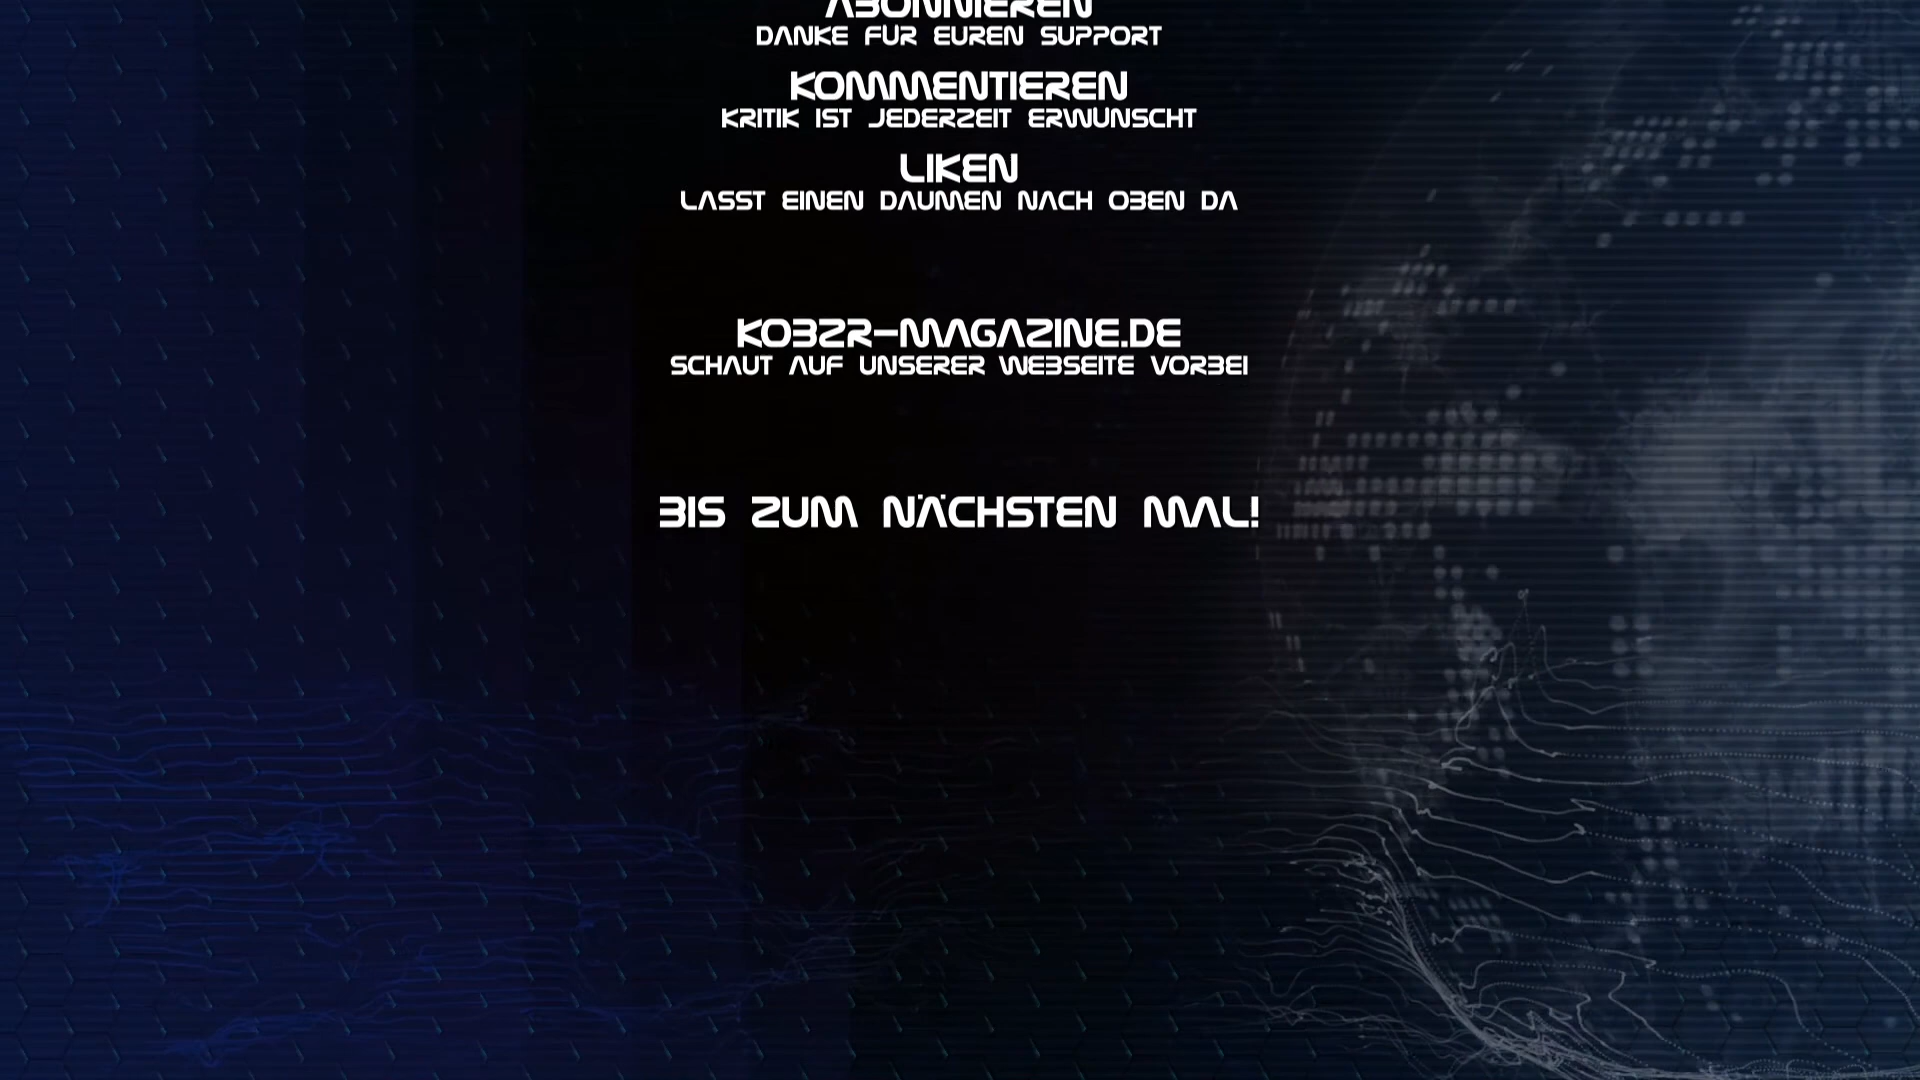 ABONNIEREN
DANKE FÜR EUREN SUPPORT
KOMMENTIEREN
KRITIK IST JEDERZEIT ERWÜNSCHT
LIKEN
LASST EINEN DAUMEN NACH OBEN DA
KOBZR-MAGAZINE.DE
SCHAUT AUF UNSERER WEBSEITE VORBEI
BIS ZUM NÄCHSTEN MAL!